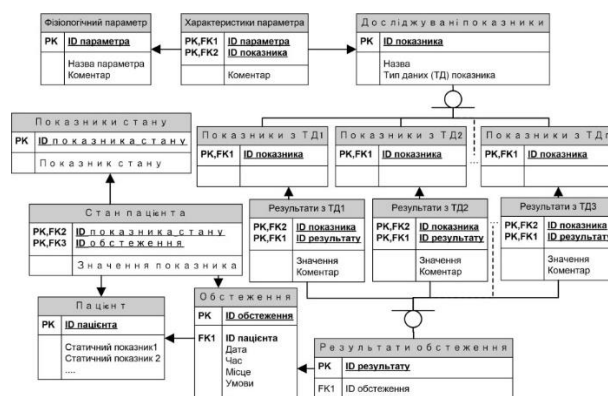 Фізіологічний параметр
PK ID параметра
Назва параметра
Коментар
Характеристики параметра
PK,FK1 ID параметра
PK,FK2 ID показника
Коментар
Досліджувані показники
PK ID показника
Назва
Тип даних (ТД) показника
Показники стану
PK ID показника стану
Показник стану
Показники з ТД1
PK,FK1 ID показника
Показники з ТД2
PK,FK1 ID показника
...
Показники з ТДn
PK,FK1 ID показника
Стан пацієнта
PK,FK2 ID показника стану
PK,FK3 ID обстеження
Значення показника
Результати з ТД1
PK,FK2 ID показника
PK,FK1 ID результату
Значення
Коментар
Результати з ТД2
PK,FK2 ID показника
PK,FK1 ID результату
Значення
Коментар
...
Результати з ТД3
PK,FK2 ID показника
PK,FK1 ID результату
Значення
Коментар
Пацієнт
PK ID пацієнта
Статичний показник1
Статичний показник 2
....
Обстеження
PK ID обстеження
FK1 ID пацієнта
Дата
Час
Місце
Умови
Результати обстеження
PK ID результату
FK1 ID обстеження